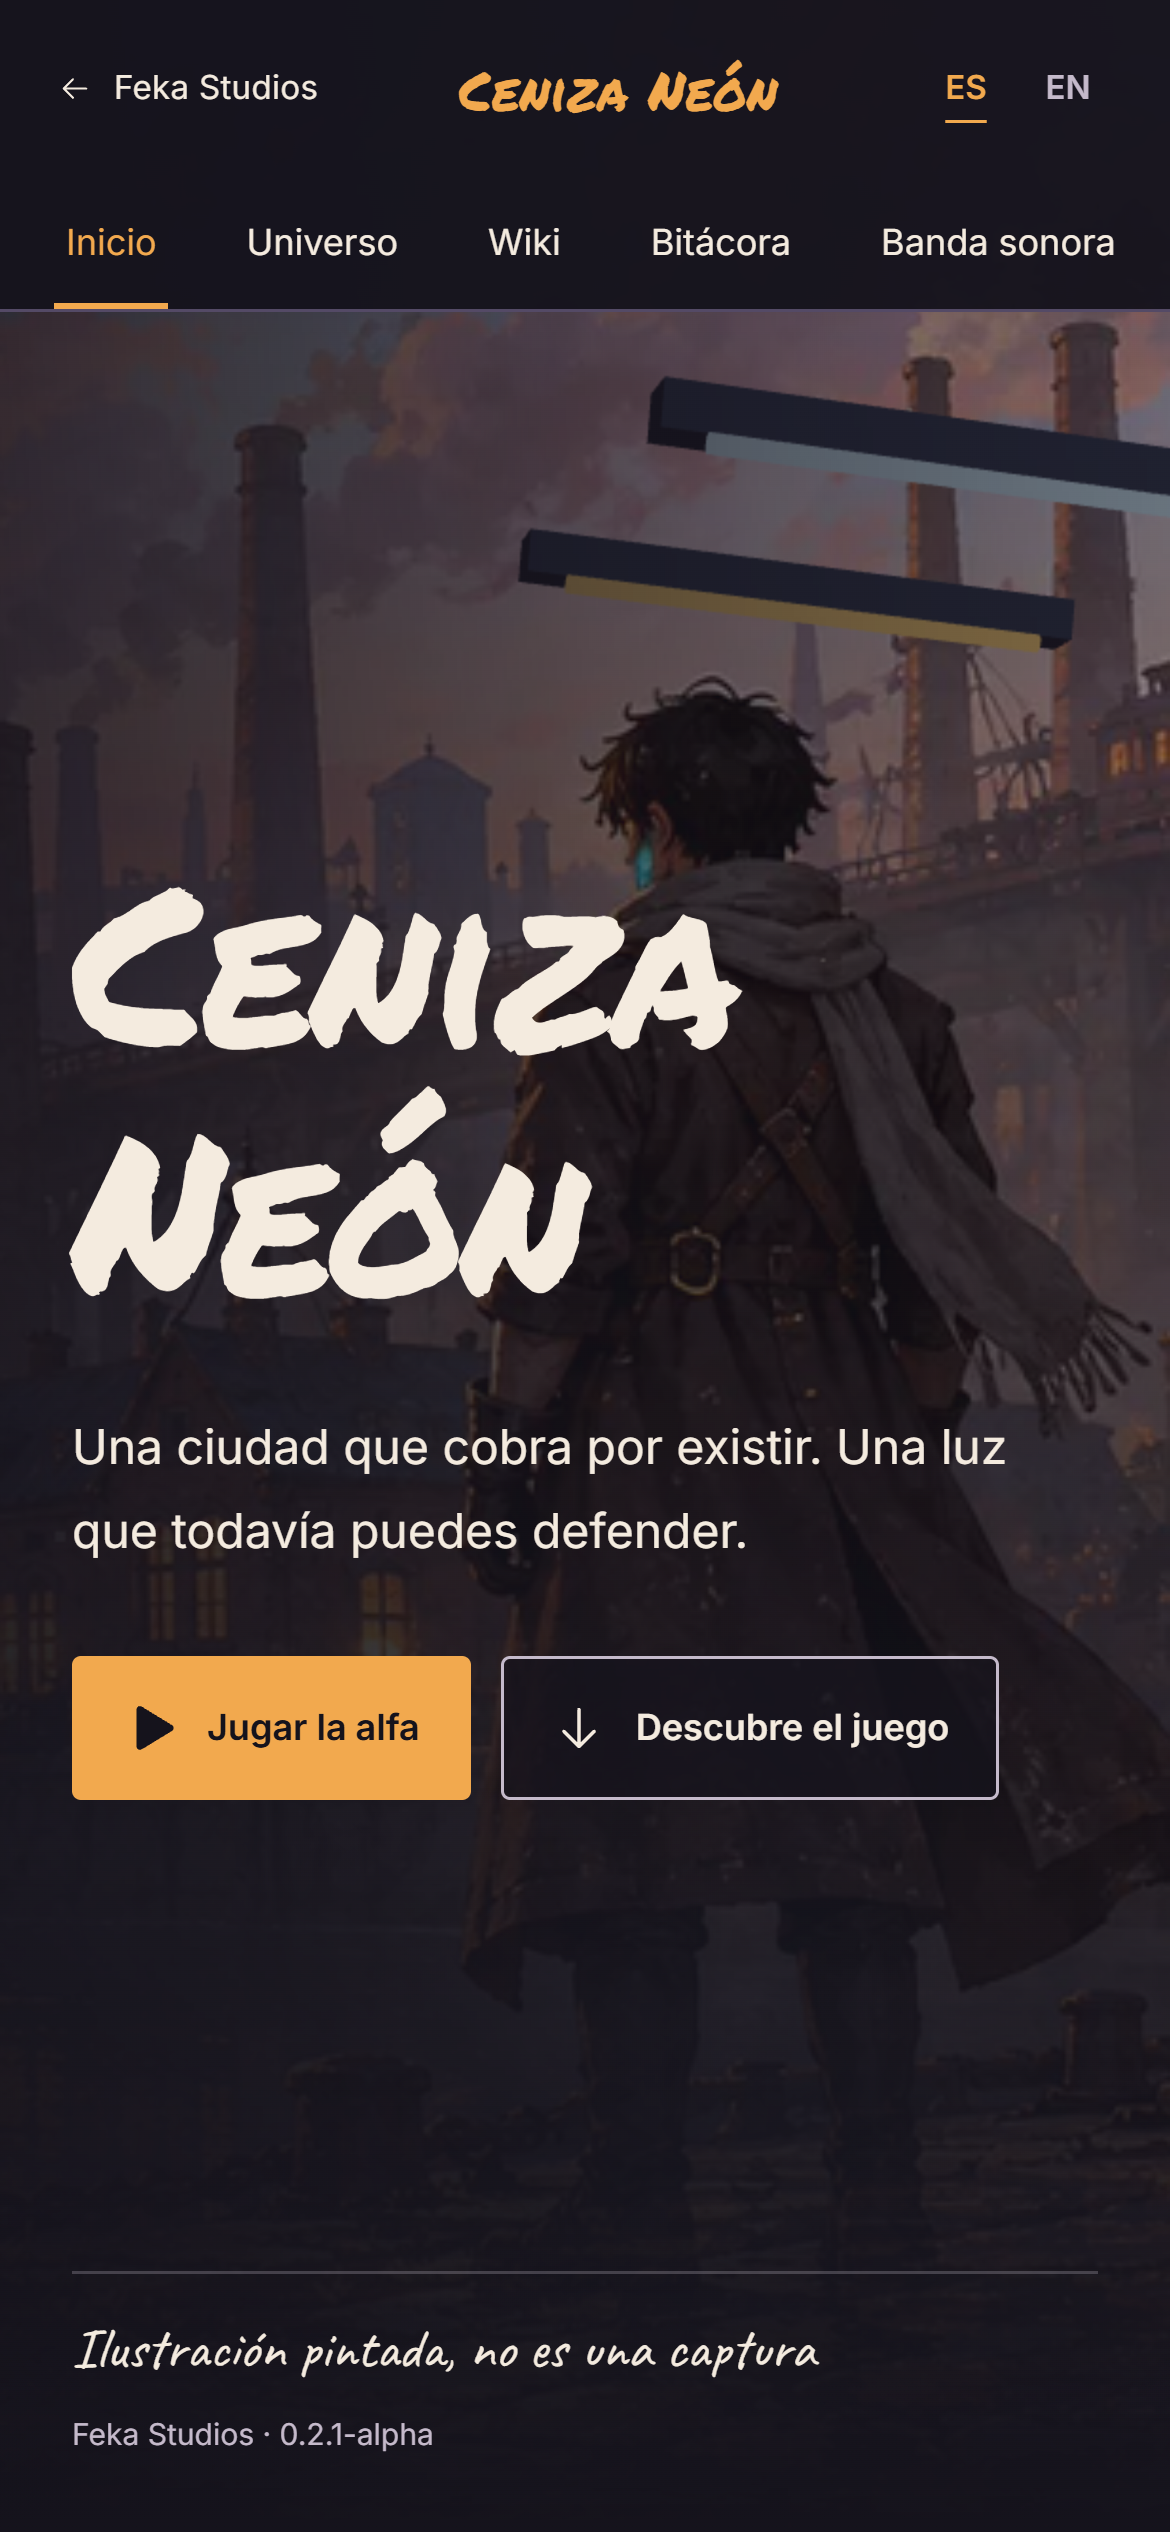 Feka Studios
Ceniza Neón
ES EN
Inicio Universo Wiki Bitácora Banda sonora
Ceniza
Neón
Una ciudad que cobra por existir. Una luz
que todavía puedes defender.
Jugar la alfa
Descubre el juego
Ilustración pintada, no es una captura
Feka Studios · 0.2.1-alpha